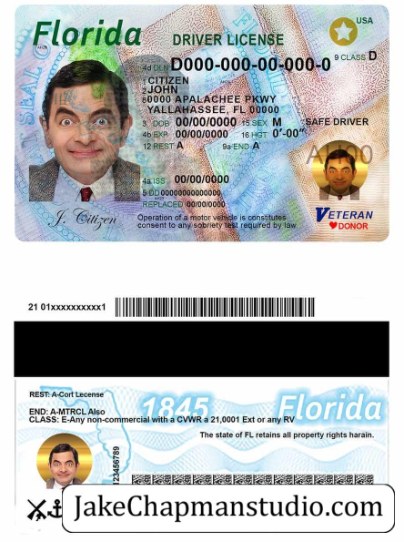 Florida
USA
DRIVER LICENSE
9 CLASS D
4d DLN D000-000-00-000-0
1 CITIZEN
2 JOHN
80000 APALACHEE PKWY
YALLAHASSEE, FL 00000
3 DOB 00/00/0000 15 SEX M
SAFE DRIVER
4b EXP 00/00/0000 16 HGT 0'-00"
12 REST A 9a END A
4a ISS 00/00/0000
5 DD 00000000000000
REPLACED 00/00/0000
J. Citizen
Operation of a motor vehicle is constitutes
consent to any sobriety test required by law
VETERAN
DONOR
21 01xxxxxxxxxx1
REST: A-Cort Lecense
END: A-MTRCL Also
CLASS: E-Any non-commercial with a CVWR a 21,0001 Ext or any RV
1845
Florida
The state of FL retains all property rights harain.
123456789
JakeChapmanstudio.com